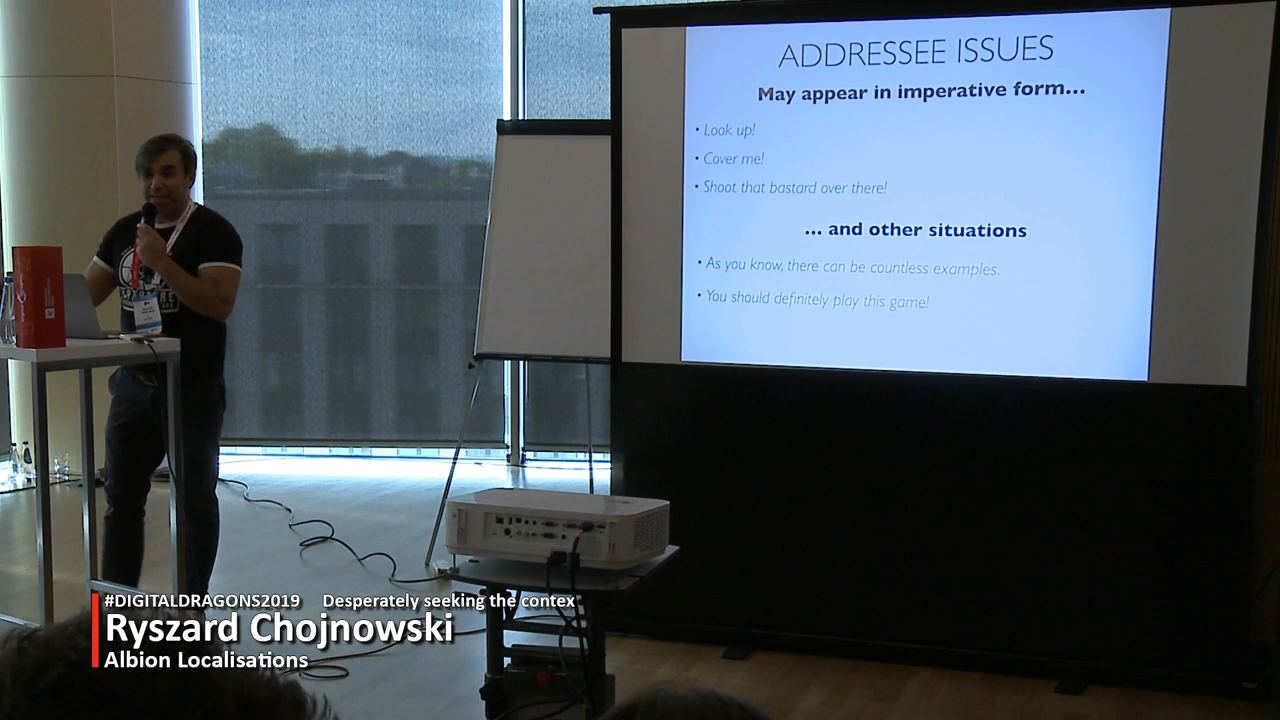 ADDRESSEE ISSUES
May appear in imperative form...
• Look up!
• Cover me!
• Shoot that bastard over there!
... and other situations
• As you know, there can be countless examples.
• You should definitely play this game!
#DIGITALDRAGONS2019 Desperately seeking the contex
Ryszard Chojnowski
Albion Localisations